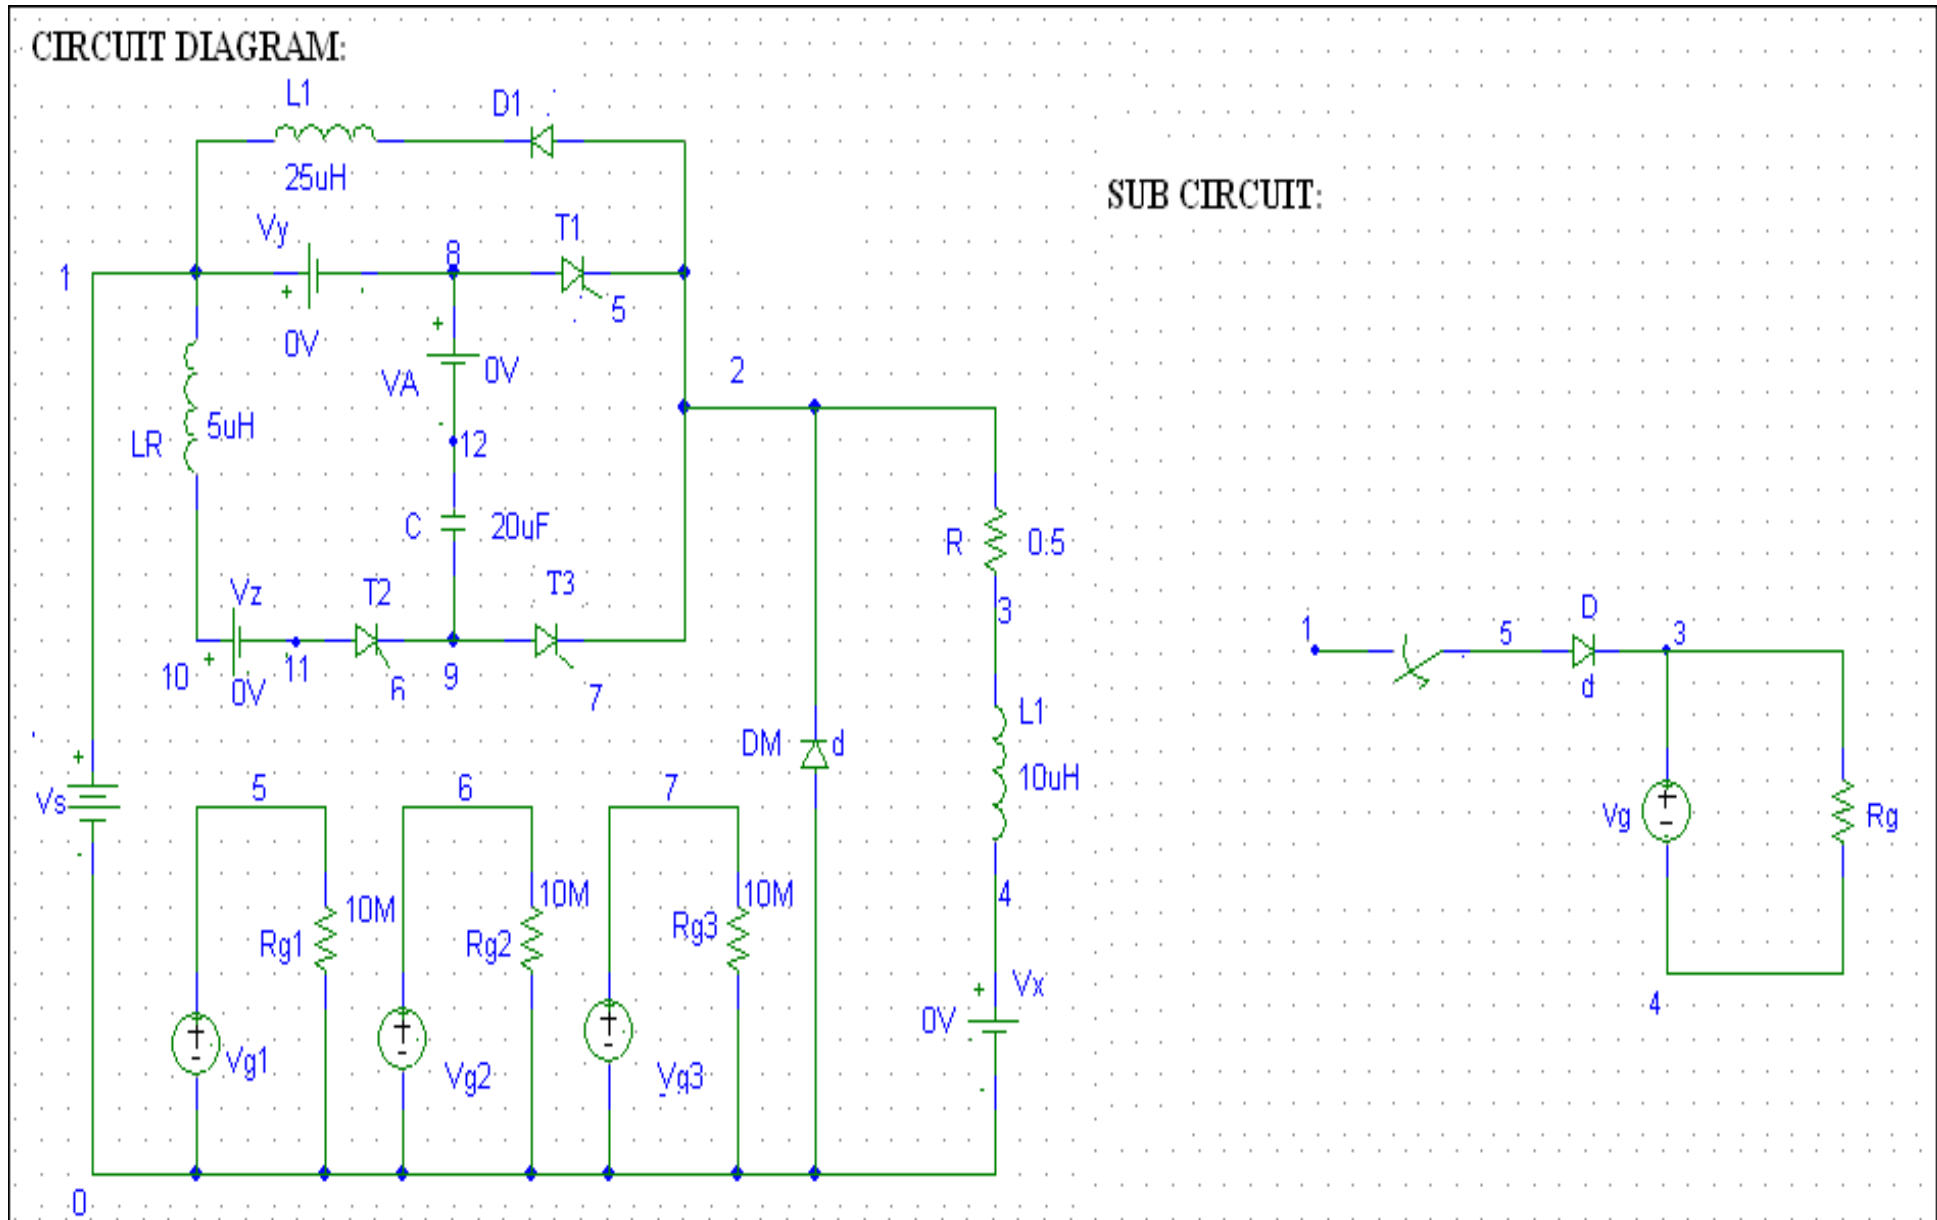 CIRCUIT DIAGRAM:
L1
D1
25uH
SUB CIRCUIT:
Vy
8
T1
1
+
5
0V
+
VA
0V
2
LR
5uH
12
C
20uF
R
0.5
Vz
T2
T3
3
10
+
0V
11
6
9
7
1
5
D
3
d
L1
10uH
DM
d
+
Vs
5
6
7
Vg
+
-
Rg
10M
10M
10M
Rg1
Rg2
Rg3
4
4
+
Vx
0V
+
-
Vg1
+
-
Vg2
+
-
Vg3
-
0